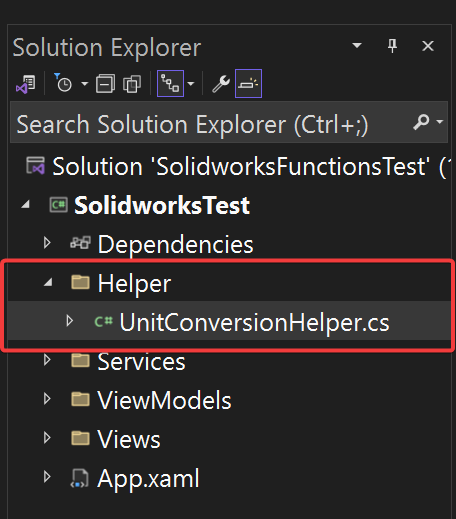 Solution Explorer
Search Solution Explorer (Ctrl+;)
Solution 'SolidworksFunctionsTest' (
C# SolidworksTest
Dependencies
Helper
C# UnitConversionHelper.cs
Services
ViewModels
Views
App.xaml